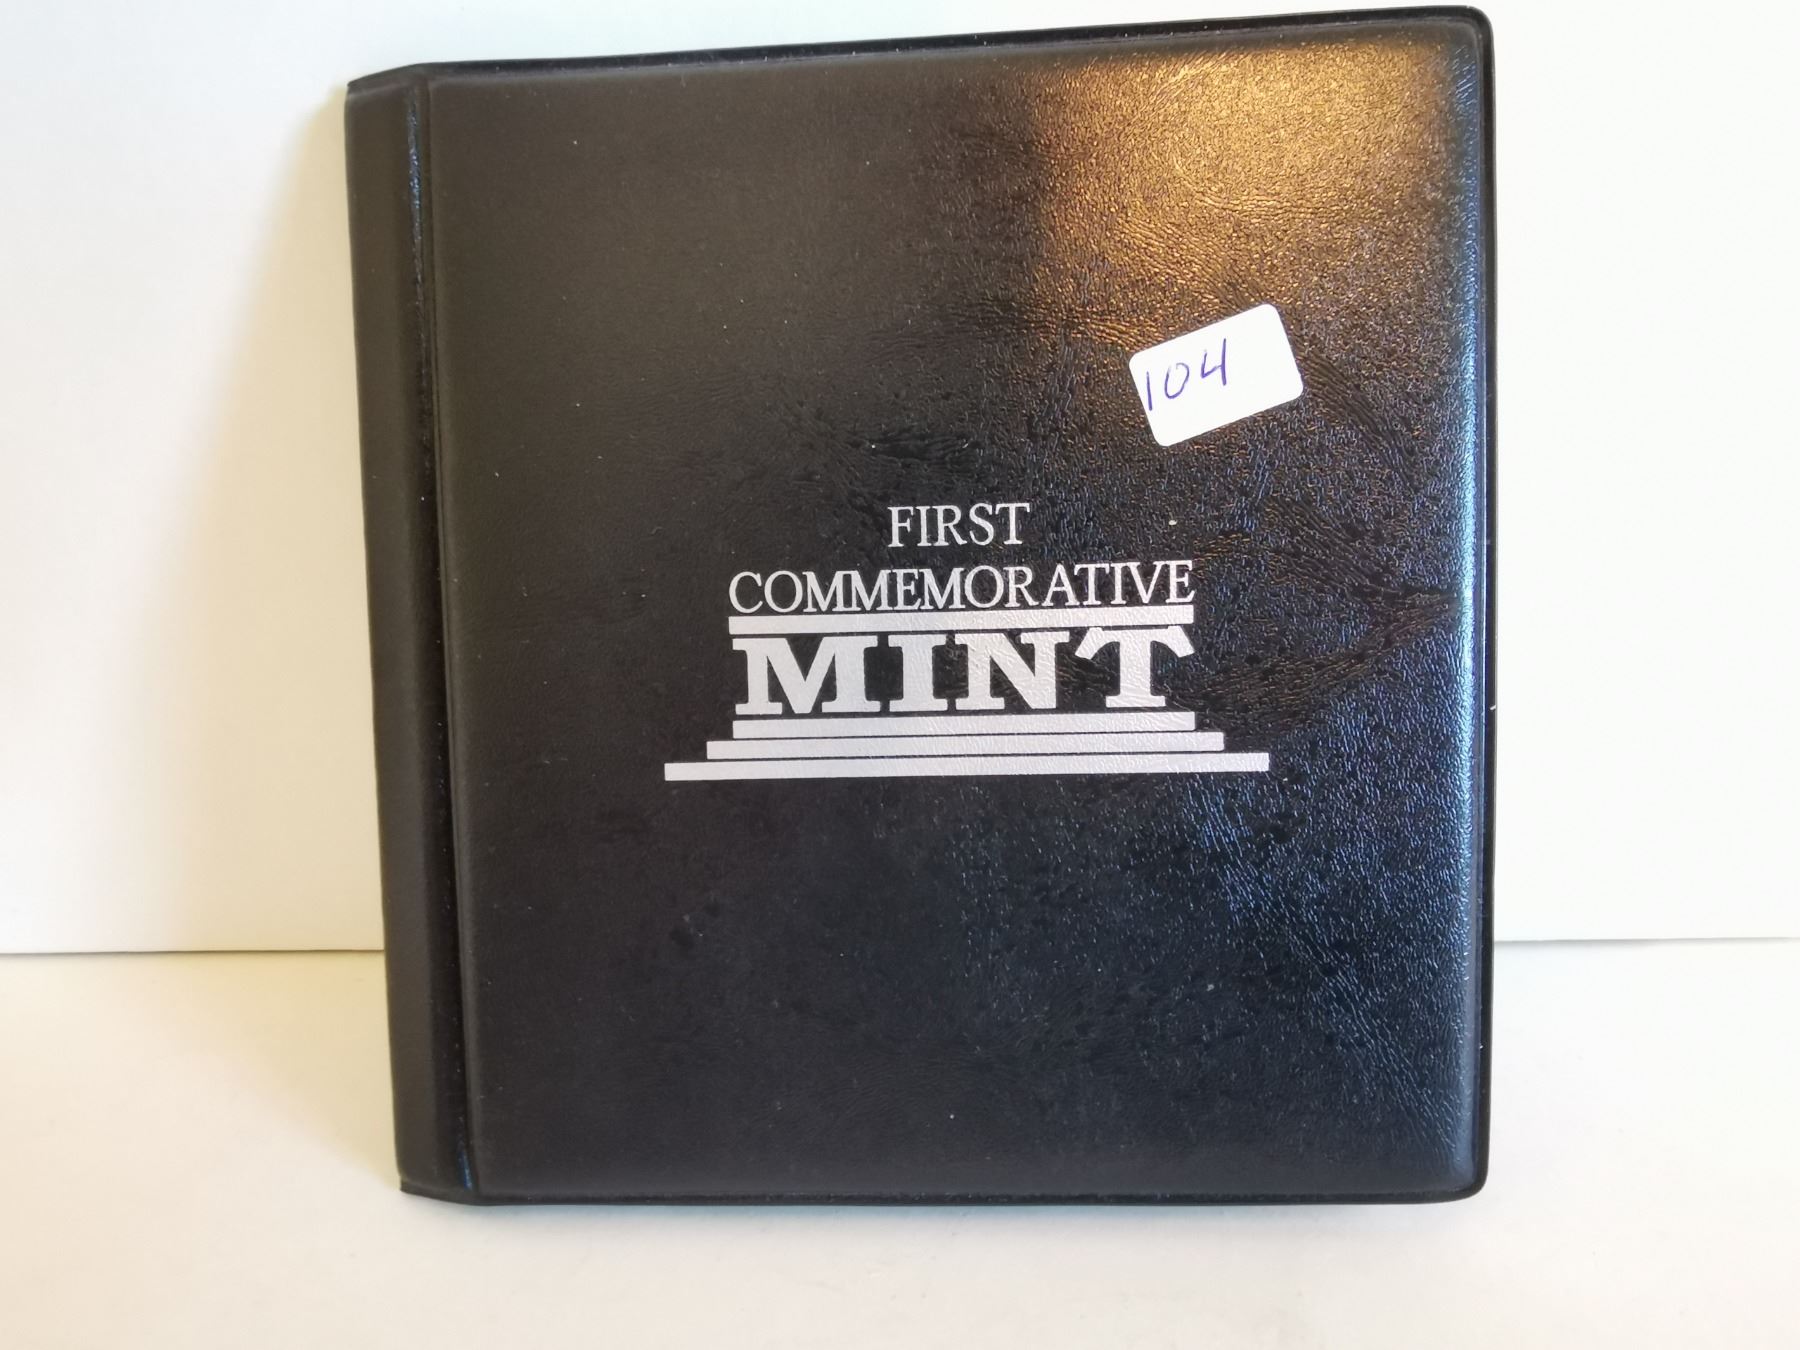 104
FIRST
COMMEMORATIVE
MINT